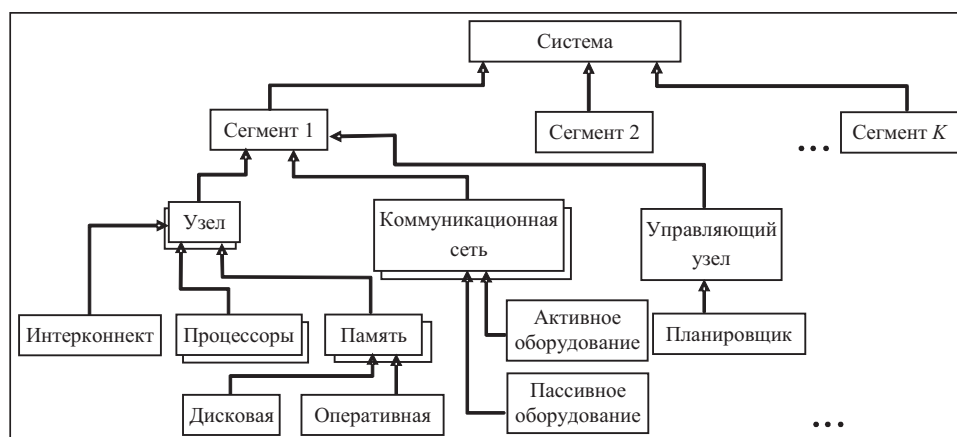 Система
Сегмент 1
Сегмент 2
...
Сегмент K
Узел
Коммуникационная
сеть
Управляющий
узел
Интерконнект
Процессоры
Память
Активное
оборудование
Планировщик
Дисковая
Оперативная
Пассивное
оборудование
...